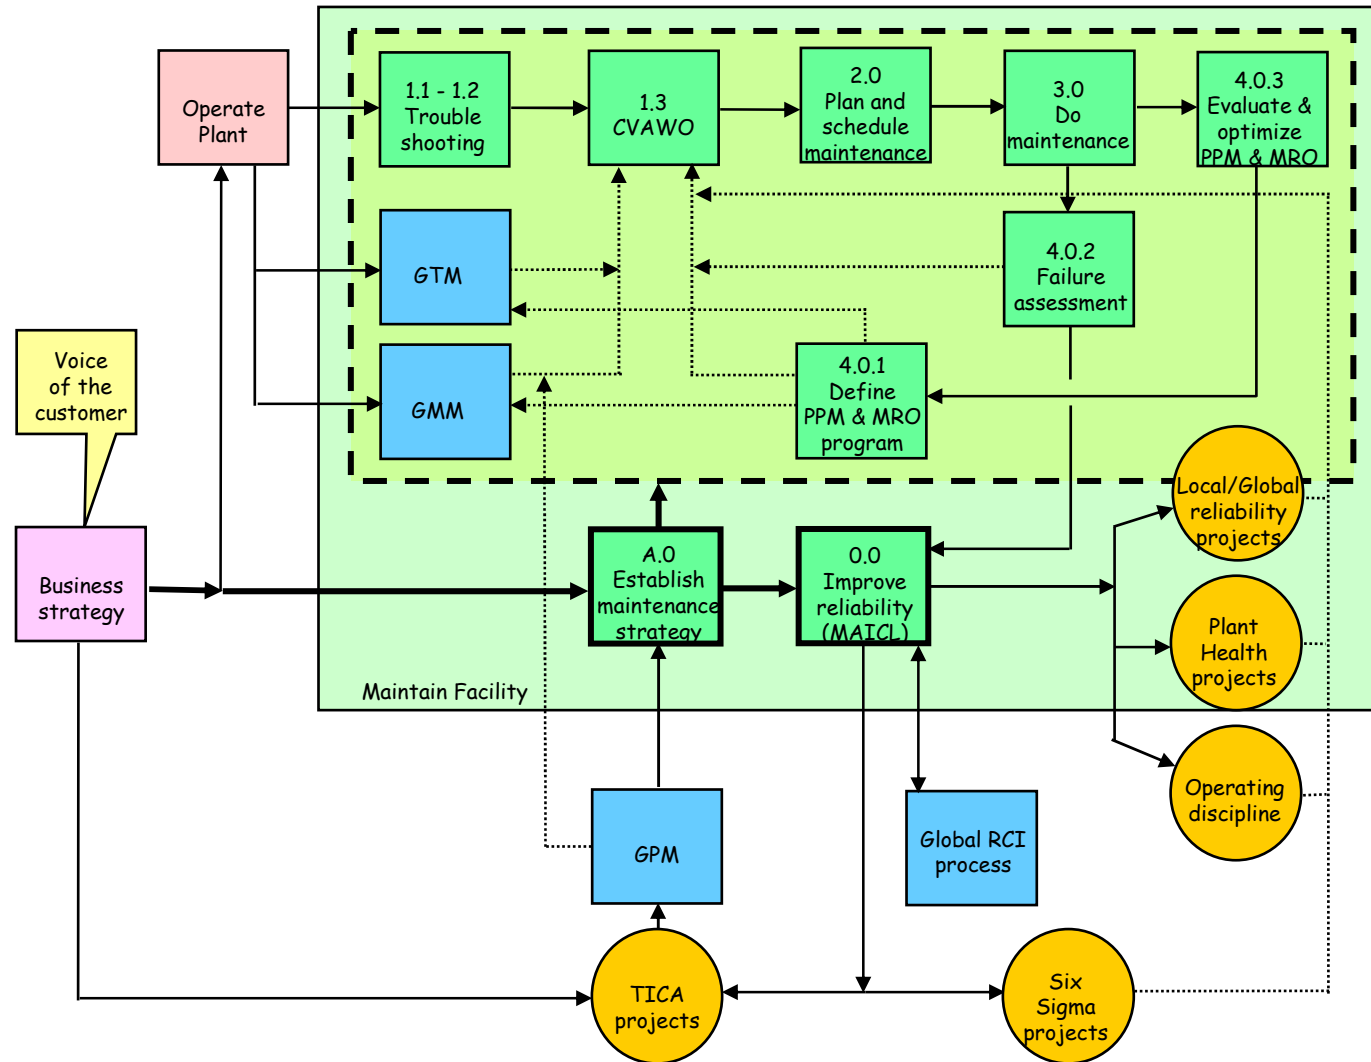 Operate
Plant
1.1 - 1.2
Trouble
shooting
1.3
CVAWO
2.0
Plan and
schedule
maintenance
3.0
Do
maintenance
4.0.3
Evaluate &
optimize
PPM & MRO
GTM
4.0.2
Failure
assessment
Voice
of the
customer
GMM
4.0.1
Define
PPM & MRO
program
Local/Global
reliability
projects
Business
strategy
A.0
Establish
maintenance
strategy
0.0
Improve
reliability
(MAICL)
Plant
Health
projects
Maintain Facility
Operating
discipline
GPM
Global RCI
process
TICA
projects
Six
Sigma
projects